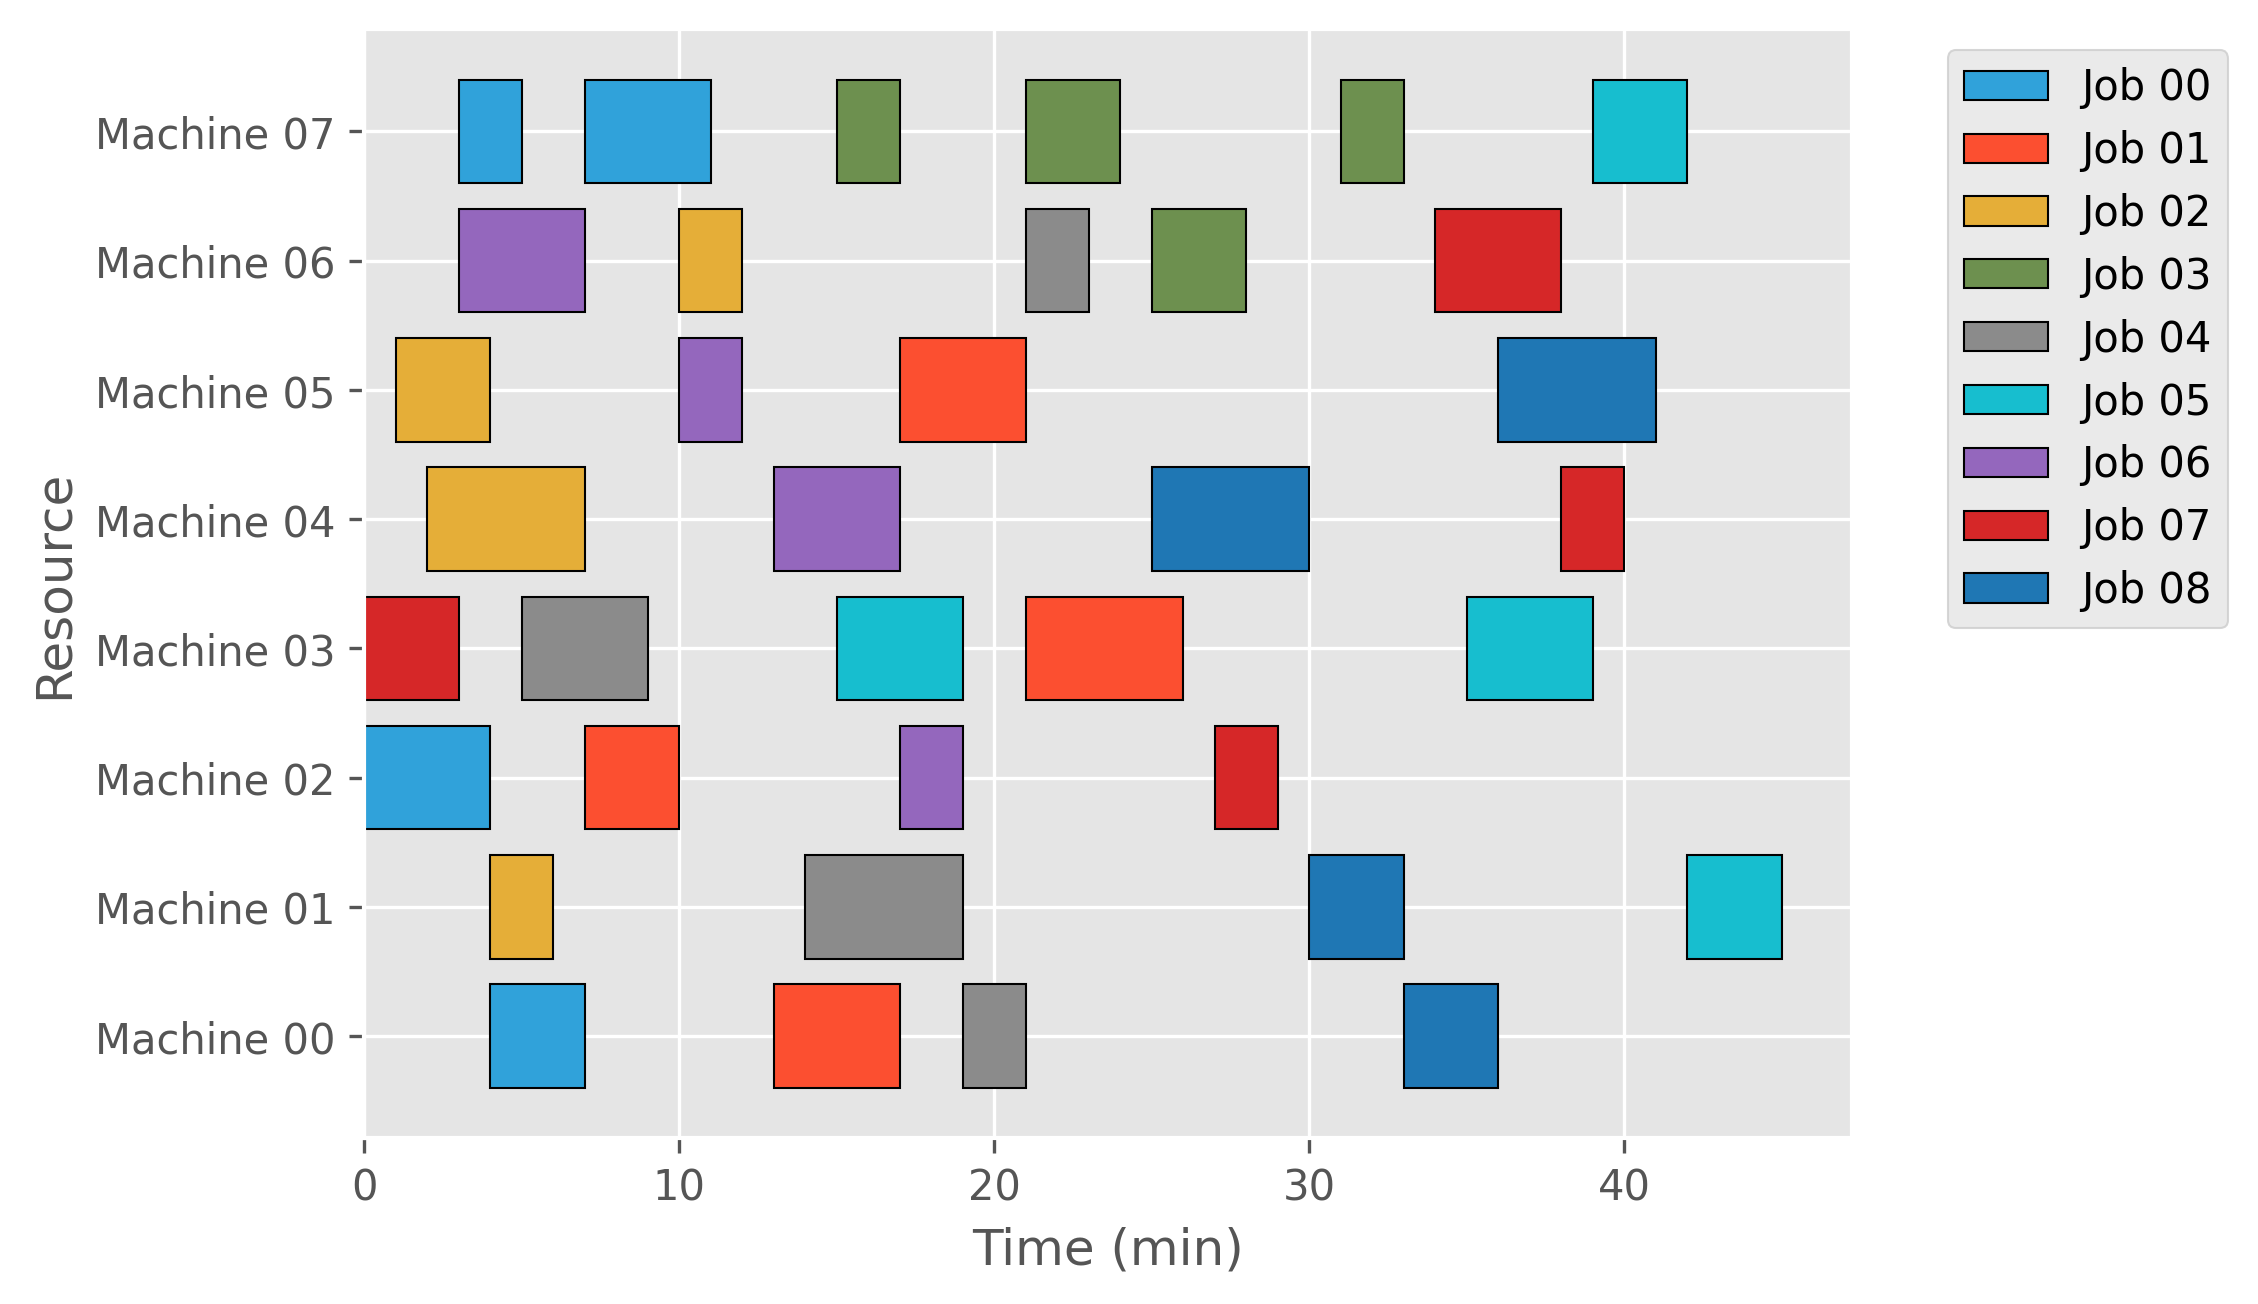 Machine 07
Machine 06
Machine 05
Machine 04
Machine 03
Machine 02
Machine 01
Machine 00
Resource
0 10 20 30 40
Time (min)
Job 00
Job 01
Job 02
Job 03
Job 04
Job 05
Job 06
Job 07
Job 08